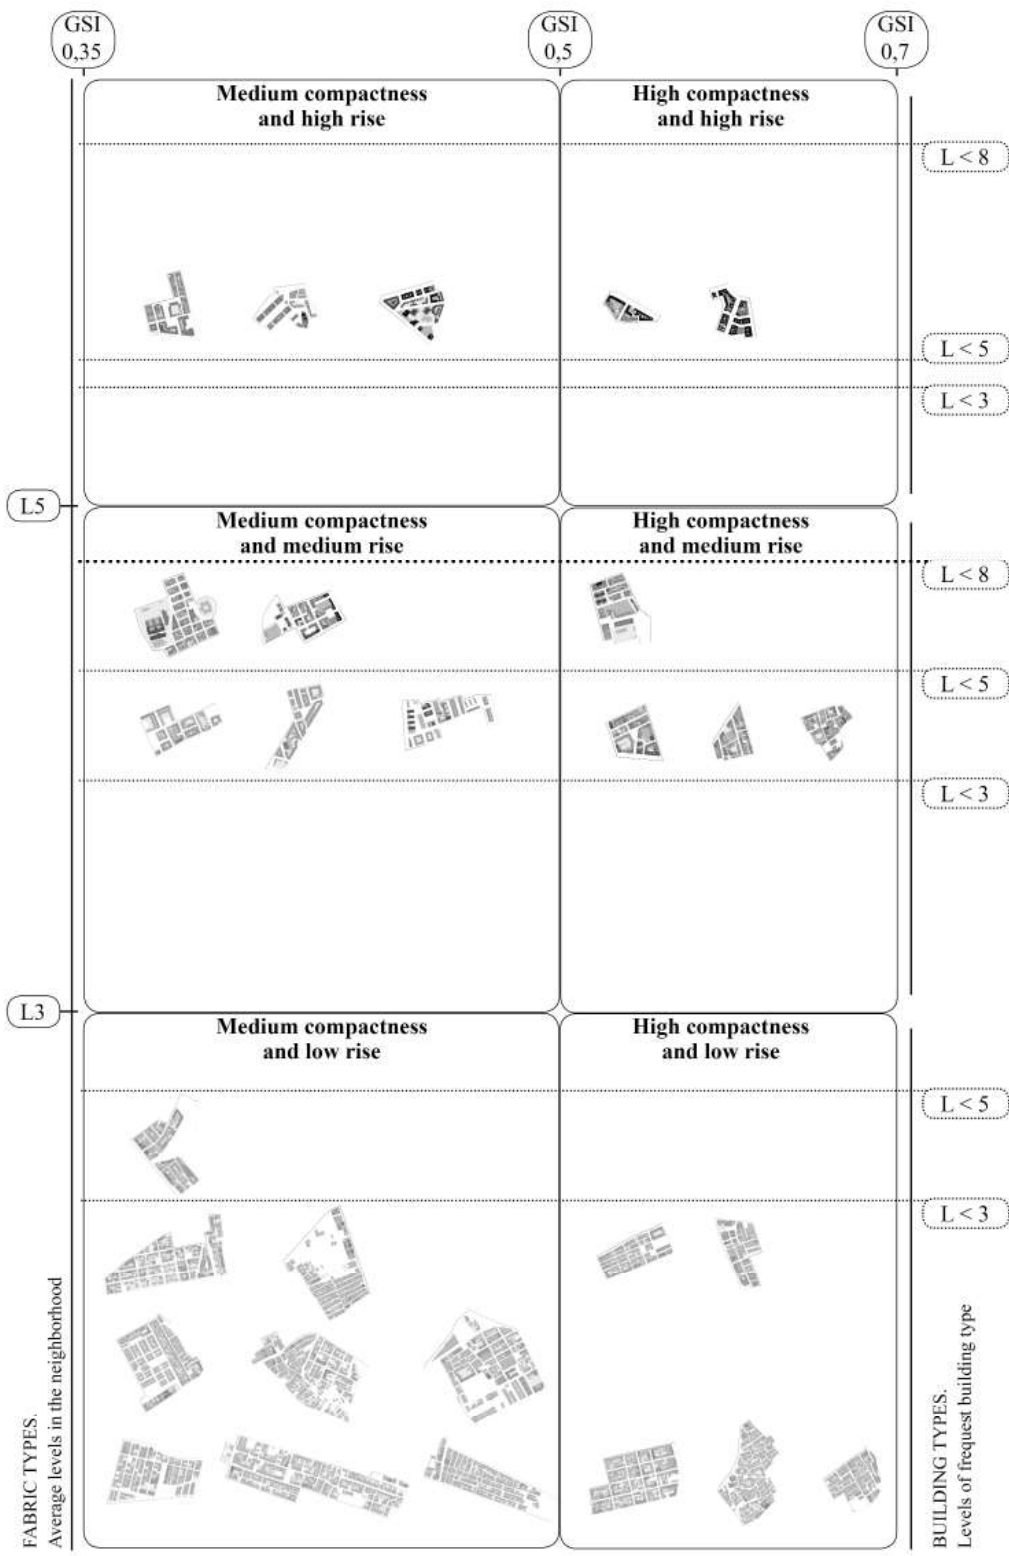 GSI
0,35
GSI
0,5
GSI
0,7
Medium compactness
and high rise
High compactness
and high rise
L < 8
L < 5
L < 3
L5
Medium compactness
and medium rise
High compactness
and medium rise
L < 8
L < 5
L < 3
L3
Medium compactness
and low rise
High compactness
and low rise
L < 5
L < 3
FABRIC TYPES.
Average levels in the neighborhood
BUILDING TYPES.
Levels of frequest building type